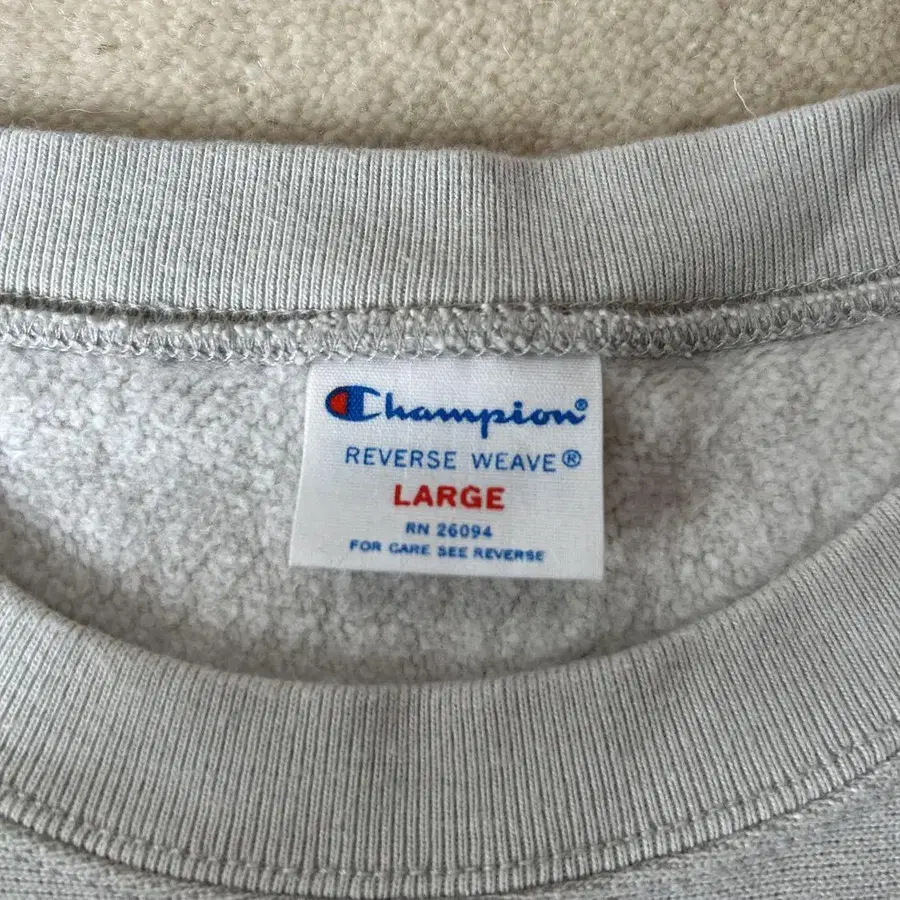 Champion®
REVERSE WEAVE®
LARGE
RN 26094
FOR CARE SEE REVERSE